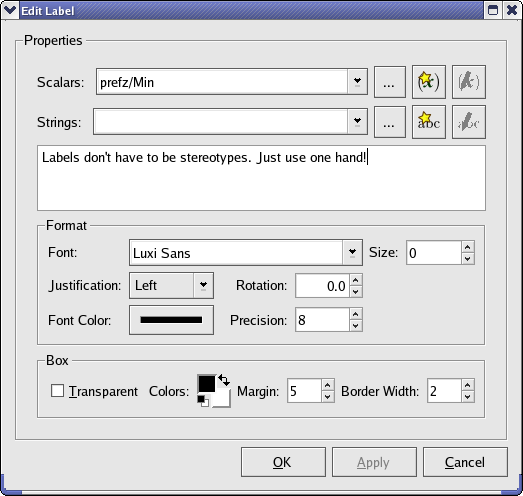 Edit Label
Properties
Scalars: prefz/Min ... (x) (x)
Strings: ... abc abc
Labels don't have to be stereotypes. Just use one hand!
Format
Font: Luxi Sans Size: 0
Justification: Left Rotation: 0.0
Font Color: Precision: 8
Box
Transparent Colors: Margin: 5 Border Width: 2
OK Apply Cancel